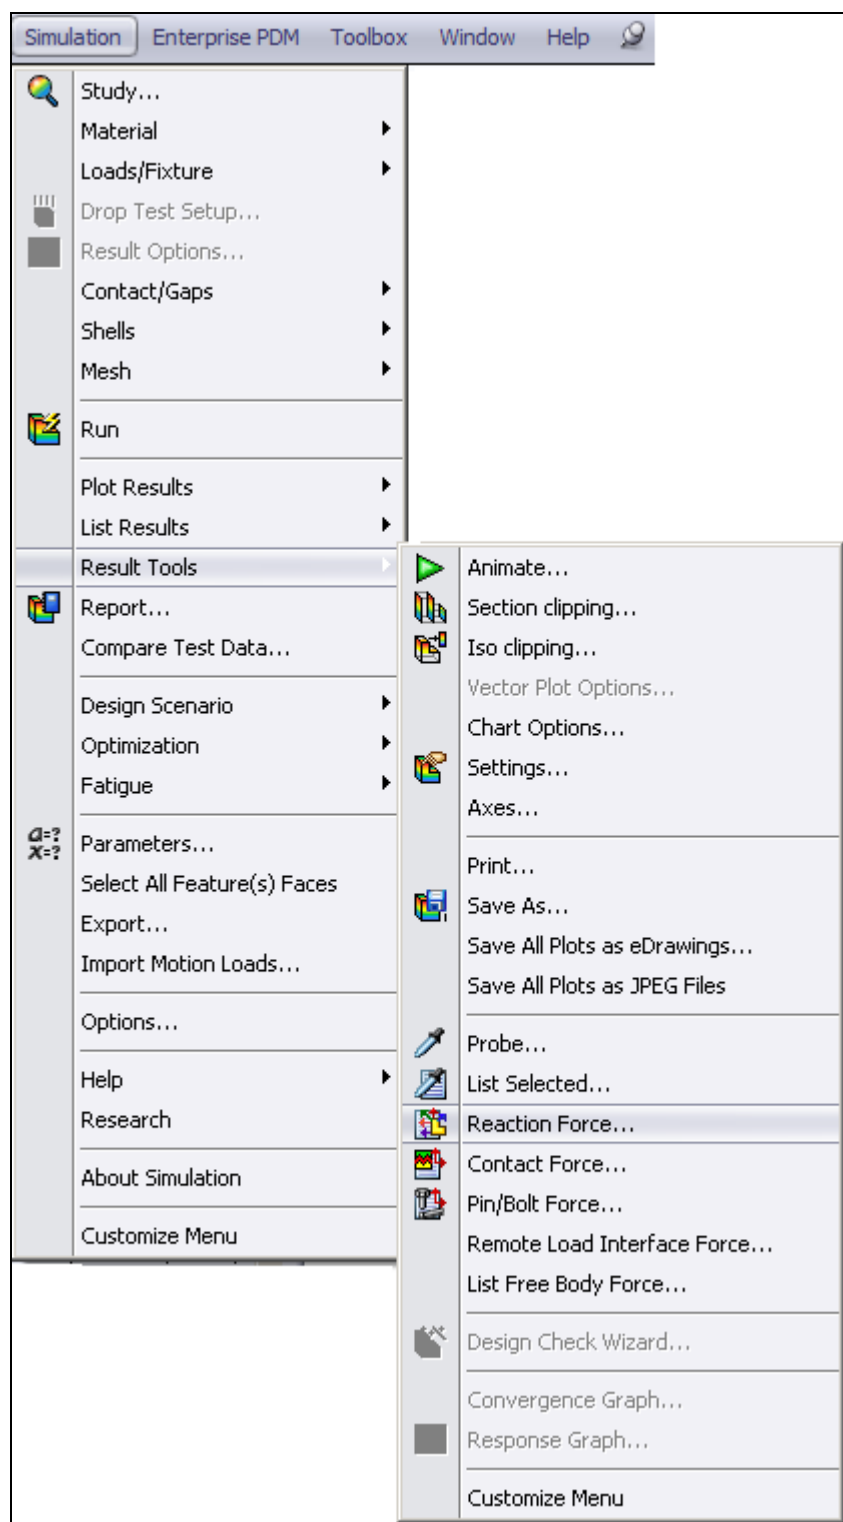 Simulation Enterprise PDM Toolbox Window Help
Study...
Material
Loads/Fixture
Drop Test Setup...
Result Options...
Contact/Gaps
Shells
Mesh
Run
Plot Results
List Results
Result Tools
Report...
Compare Test Data...
Design Scenario
Optimization
Fatigue
a=?
x=?
Parameters...
Select All Feature(s) Faces
Export...
Import Motion Loads...
Options...
Help
Research
About Simulation
Customize Menu
Animate...
Section clipping...
Iso clipping...
Vector Plot Options...
Chart Options...
Settings...
Axes...
Print...
Save As...
Save All Plots as eDrawings...
Save All Plots as JPEG Files
Probe...
List Selected...
Reaction Force...
Contact Force...
Pin/Bolt Force...
Remote Load Interface Force...
List Free Body Force...
Design Check Wizard...
Convergence Graph...
Response Graph...
Customize Menu